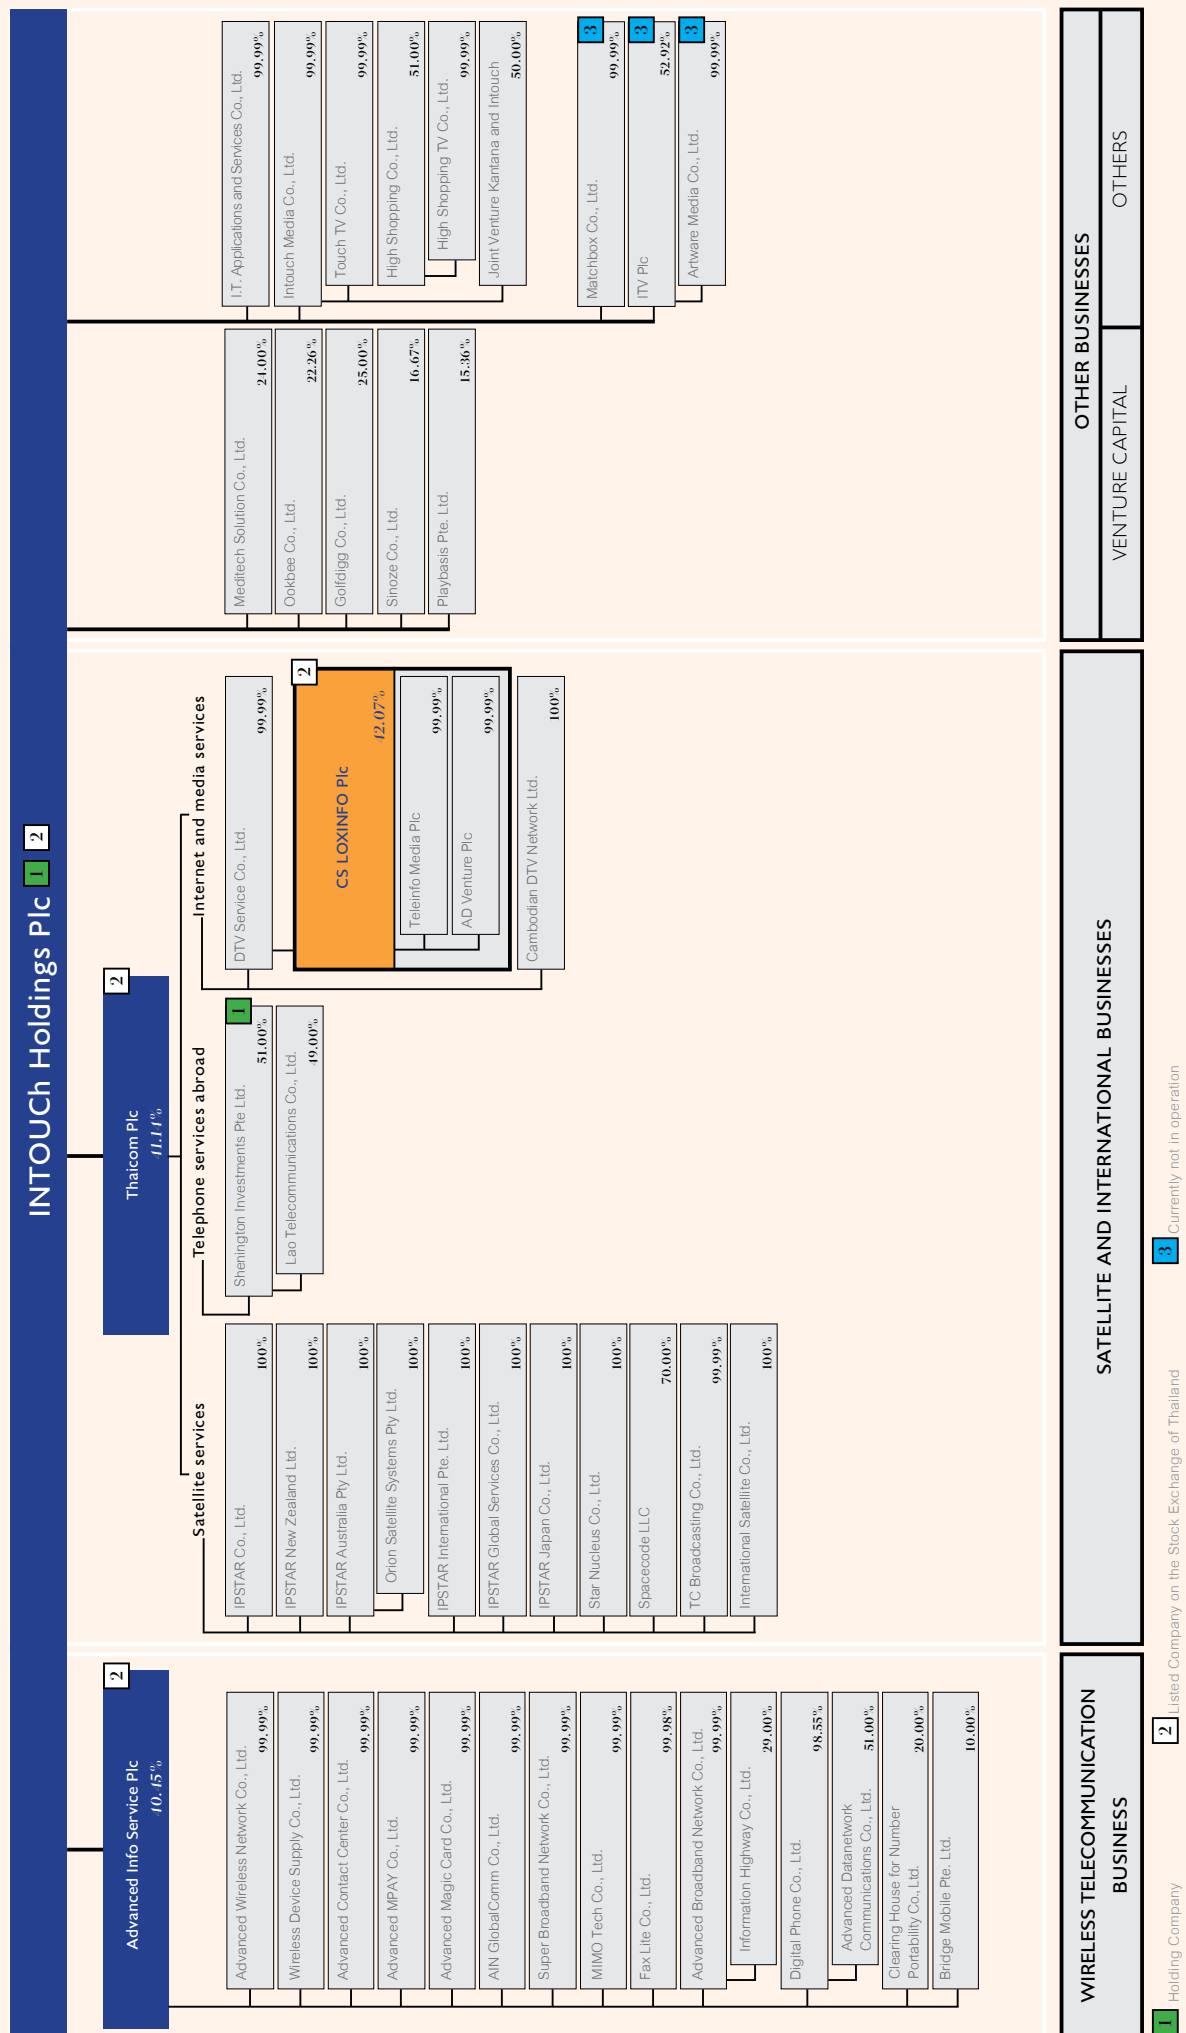 INTOUCh Holdings Plc 1 2
Advanced Info Service Plc
40.45%
2
Advanced Wireless Network Co., Ltd.
99.99%
Wireless Device Supply Co., Ltd.
99.99%
Advanced Contact Center Co., Ltd.
99.99%
Advanced MPAY Co., Ltd.
99.99%
Advanced Magic Card Co., Ltd.
99.99%
AIN GlobalComm Co., Ltd.
99.99%
Super Broadband Network Co., Ltd.
99.99%
MIMO Tech Co., Ltd.
99.99%
Fax Lite Co., Ltd.
99.98%
Advanced Broadband Network Co., Ltd.
99.99%
Information Highway Co., Ltd.
29.00%
Digital Phone Co., Ltd.
98.55%
Advanced Datanetwork
Communications Co., Ltd.
51.00%
Clearing House for Number
Portability Co., Ltd.
20.00%
Bridge Mobile Pte. Ltd.
10.00%
WIRELESS TELECOMMUNICATION
BUSINESS
Thaicom Plc
41.14%
2
Satellite services
IPSTAR Co., Ltd.
100%
IPSTAR New Zealand Ltd.
100%
IPSTAR Australia Pty Ltd.
100%
Orion Satellite Systems Pty Ltd.
100%
IPSTAR International Pte. Ltd.
100%
IPSTAR Global Services Co., Ltd.
100%
IPSTAR Japan Co., Ltd.
100%
Star Nucleus Co., Ltd.
100%
Spacecode LLC
70.00%
TC Broadcasting Co., Ltd.
99.99%
International Satellite Co., Ltd.
100%
Telephone services abroad
Shenington Investments Pte Ltd.
51.00%
1
Lao Telecommunications Co., Ltd.
49.00%
Internet and media services
DTV Service Co., Ltd.
99.99%
2
CS LOXINFO Plc
42.07%
Teleinfo Media Plc
99.99%
AD Venture Plc
99.99%
Cambodian DTV Network Ltd.
100%
SATELLITE AND INTERNATIONAL BUSINESSES
Meditech Solution Co., Ltd.
24.00%
Ookbee Co., Ltd.
22.26%
Golfdigg Co., Ltd.
25.00%
Sinoze Co., Ltd.
16.67%
Playbasis Pte. Ltd.
15.36%
I.T. Applications and Services Co., Ltd.
99.99%
Intouch Media Co., Ltd.
99.99%
Touch TV Co., Ltd.
99.99%
High Shopping Co., Ltd.
51.00%
High Shopping TV Co., Ltd.
99.99%
Joint Venture Kantana and Intouch
50.00%
Matchbox Co., Ltd.
99.99%
3
ITV Plc
52.92%
3
Artware Media Co., Ltd.
99.99%
3
OTHER BUSINESSES
VENTURE CAPITAL
OTHERS
1 Holding Company
2 Listed Company on the Stock Exchange of Thailand
3 Currently not in operation